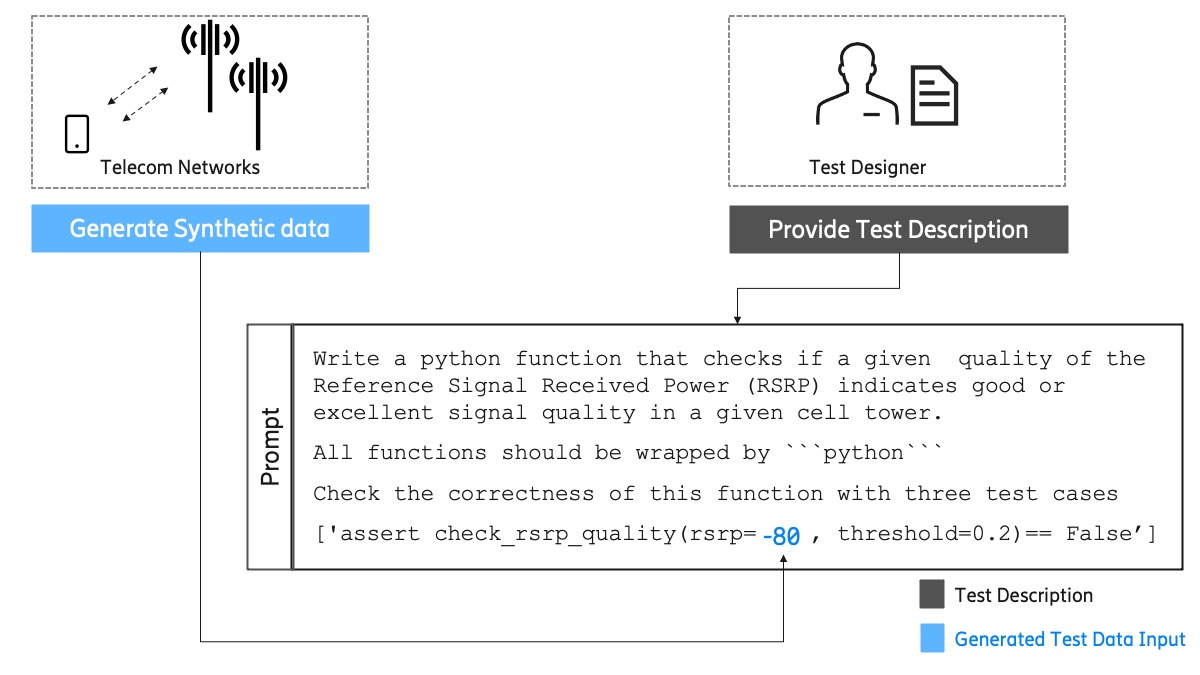 Telecom Networks
Test Designer
Generate Synthetic data
Provide Test Description
Prompt
Write a python function that checks if a given  quality of the
Reference Signal Received Power (RSRP) indicates good or
excellent signal quality in a given cell tower.
All functions should be wrapped by ```python```
Check the correctness of this function with three test cases
['assert check_rsrp_quality(rsrp= -80 , threshold=0.2)== False’]
Test Description
Generated Test Data Input